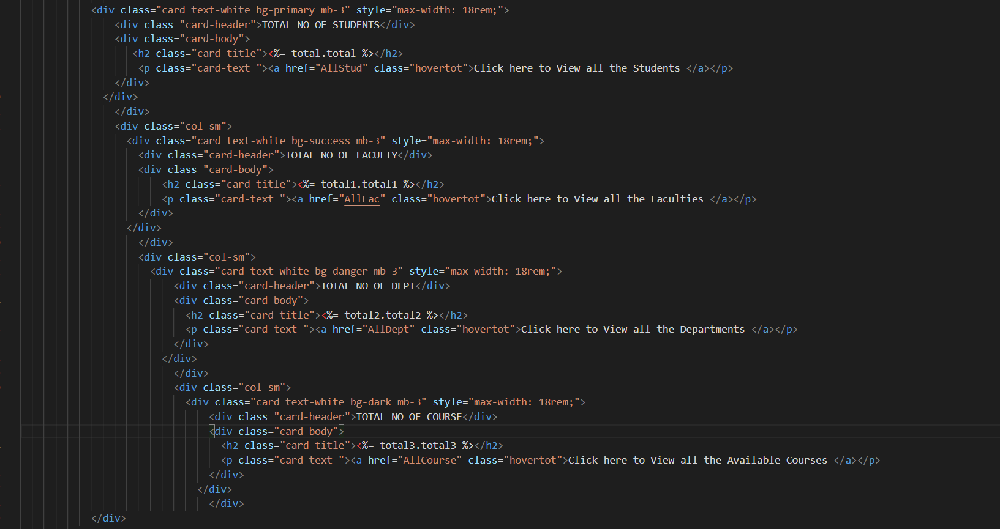 <div class="card text-white bg-primary mb-3" style="max-width: 18rem;">
<div class="card-header">TOTAL NO OF STUDENTS</div>
<div class="card-body">
<h2 class="card-title"><%= total.total %></h2>
<p class="card-text "><a href="AllStud" class="hovertot">Click here to View all the Students </a></p>
</div>
</div>
</div>
<div class="col-sm">
<div class="card text-white bg-success mb-3" style="max-width: 18rem;">
<div class="card-header">TOTAL NO OF FACULTY</div>
<div class="card-body">
<h2 class="card-title"><%= total1.total1 %></h2>
<p class="card-text "><a href="AllFac" class="hovertot">Click here to View all the Faculties </a></p>
</div>
</div>
</div>
<div class="col-sm">
<div class="card text-white bg-danger mb-3" style="max-width: 18rem;">
<div class="card-header">TOTAL NO OF DEPT</div>
<div class="card-body">
<h2 class="card-title"><%= total2.total2 %></h2>
<p class="card-text "><a href="AllDept" class="hovertot">Click here to View all the Departments </a></p>
</div>
</div>
</div>
<div class="col-sm">
<div class="card text-white bg-dark mb-3" style="max-width: 18rem;">
<div class="card-header">TOTAL NO OF COURSE</div>
<div class="card-body">
<h2 class="card-title"><%= total3.total3 %></h2>
<p class="card-text "><a href="AllCourse" class="hovertot">Click here to View all the Available Courses </a></p>
</div>
</div>
</div>
</div>